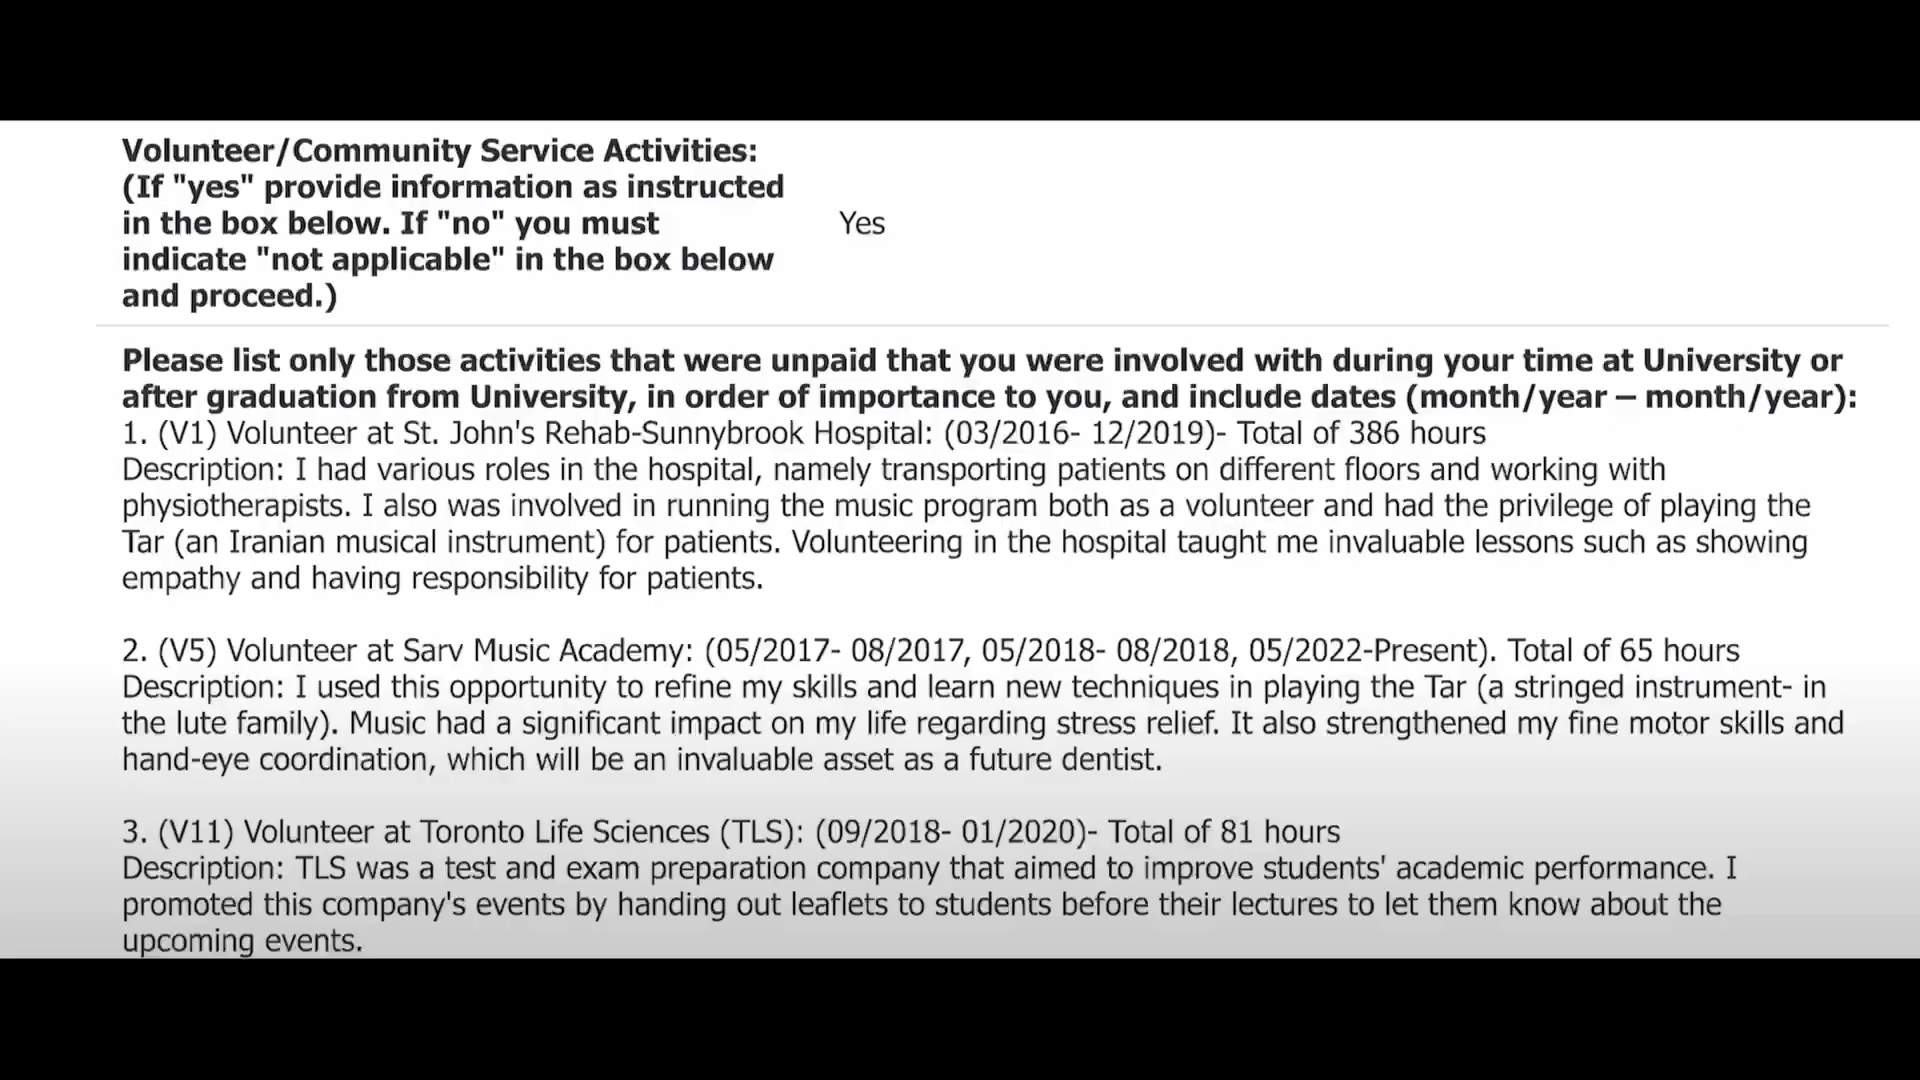 Volunteer/Community Service Activities:
(If "yes" provide information as instructed
in the box below. If "no" you must
indicate "not applicable" in the box below
and proceed.)
Yes
Please list only those activities that were unpaid that you were involved with during your time at University or
after graduation from University, in order of importance to you, and include dates (month/year – month/year):
1. (V1) Volunteer at St. John's Rehab-Sunnybrook Hospital: (03/2016- 12/2019)- Total of 386 hours
Description: I had various roles in the hospital, namely transporting patients on different floors and working with
physiotherapists. I also was involved in running the music program both as a volunteer and had the privilege of playing the
Tar (an Iranian musical instrument) for patients. Volunteering in the hospital taught me invaluable lessons such as showing
empathy and having responsibility for patients.
2. (V5) Volunteer at Sarv Music Academy: (05/2017- 08/2017, 05/2018- 08/2018, 05/2022-Present). Total of 65 hours
Description: I used this opportunity to refine my skills and learn new techniques in playing the Tar (a stringed instrument- in
the lute family). Music had a significant impact on my life regarding stress relief. It also strengthened my fine motor skills and
hand-eye coordination, which will be an invaluable asset as a future dentist.
3. (V11) Volunteer at Toronto Life Sciences (TLS): (09/2018- 01/2020)- Total of 81 hours
Description: TLS was a test and exam preparation company that aimed to improve students' academic performance. I
promoted this company's events by handing out leaflets to students before their lectures to let them know about the
upcoming events.